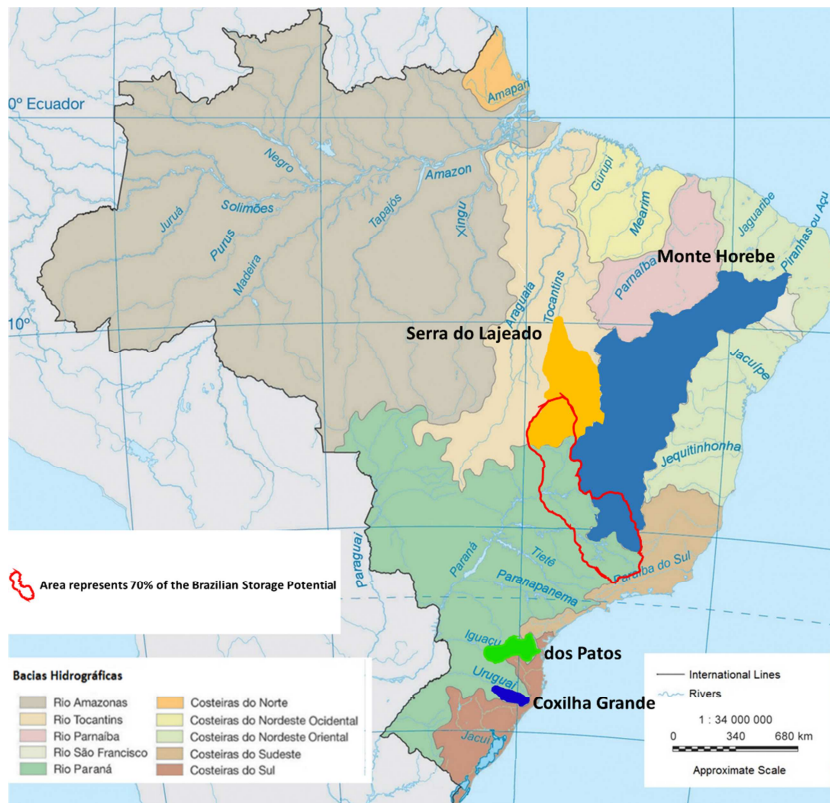 Amapari
0° Ecuador
Negro
Amazon
Gurupi
Mearim
Jaguaribe
Piranhas ou Açu
Juruá
Solimões
Purus
Madeira
Tapajós
Xingu
Monte Horebe
Parnaíba
Araguaia
Tocantins
10°
Serra do Lajeado
Jacuípe
Jequitinhonha
Paraguai
Paraná
Tietê
Paranapanema
Paraíba do Sul
Area represents 70% of the Brazilian Storage Potential
Iguaçu
dos Patos
Uruguai
Coxilha Grande
Jacuí
Bacias Hidrográficas
Rio Amazonas
Rio Tocantins
Rio Parnaíba
Rio São Francisco
Rio Paraná
Costeiras do Norte
Costeiras do Nordeste Ocidental
Costeiras do Nordeste Oriental
Costeiras do Sudeste
Costeiras do Sul
International Lines
Rivers
1 : 34 000 000
0 340 680 km
Approximate Scale